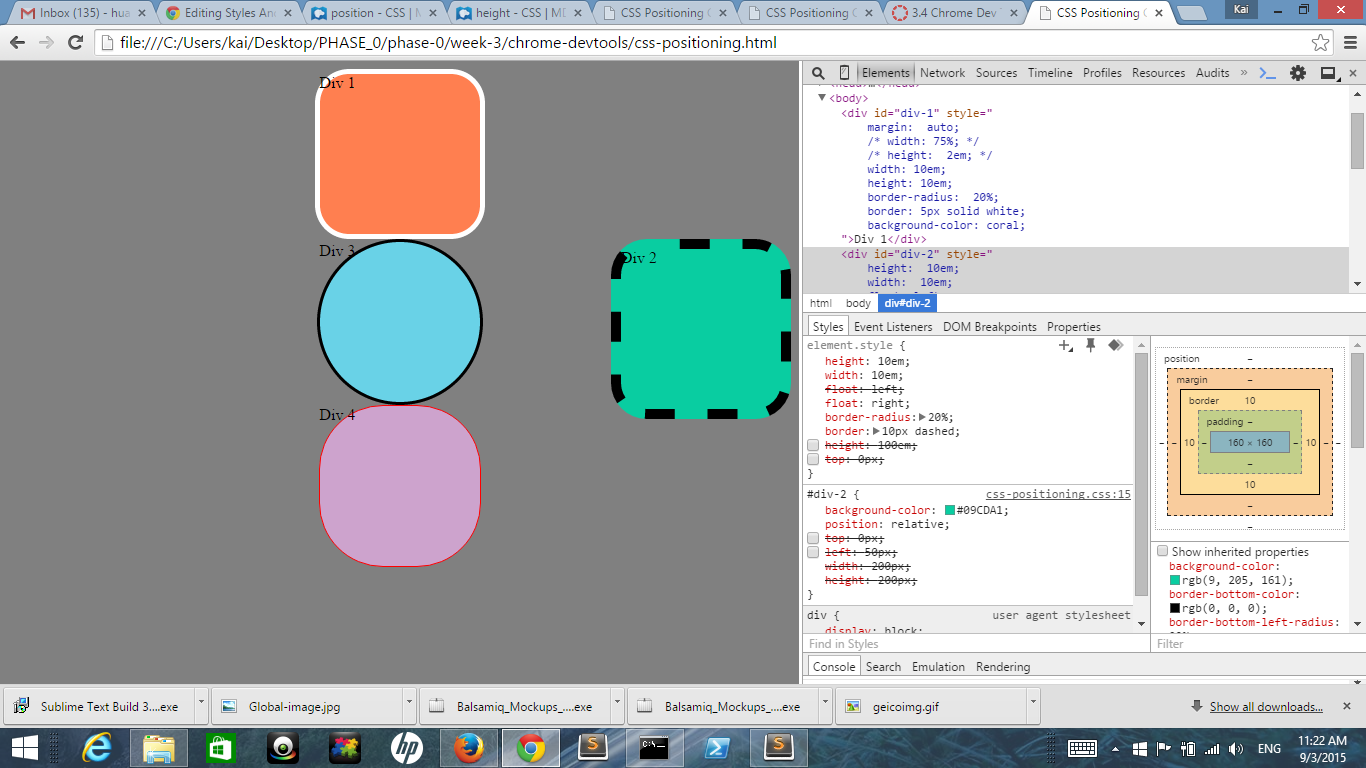 Inbox (135) - hua
Editing Styles An
position - CSS | M
height - CSS | MD
CSS Positioning C
CSS Positioning C
3.4 Chrome Dev T
CSS Positioning C
Kai
file:///C:/Users/kai/Desktop/PHASE_0/phase-0/week-3/chrome-devtools/css-positioning.html
Div 1
Div 3
Div 2
Div 4
Elements Network Sources Timeline Profiles Resources Audits »
<body>
<div id="div-1" style="
margin:  auto;
/* width: 75%; */
/* height:  2em; */
width: 10em;
height: 10em;
border-radius:  20%;
border: 5px solid white;
background-color: coral;
">Div 1</div>
<div id="div-2" style="
height:  10em;
width:  10em;
html body div#div-2
Styles Event Listeners DOM Breakpoints Properties
element.style {
height: 10em;
width: 10em;
float: left;
float: right;
border-radius: 20%;
border: 10px dashed;
height: 100em;
top: 0px;
}
#div-2 { css-positioning.css:15
background-color: #09CDA1;
position: relative;
top: 0px;
left: 50px;
width: 200px;
height: 200px;
}
div { user agent stylesheet
display: block;
Find in Styles
position –
margin –
border 10
padding –
– – 10 – 160 × 160 – 10 – –
–
10
–
–
Show inherited properties
background-color:
rgb(9, 205, 161);
border-bottom-color:
rgb(0, 0, 0);
border-bottom-left-radius:
Filter
Console Search Emulation Rendering
Sublime Text Build 3....exe
Global-image.jpg
Balsamiq_Mockups_....exe
Balsamiq_Mockups_....exe
geicoimg.gif
Show all downloads...
hp
C:\.
ENG
11:22 AM
9/3/2015